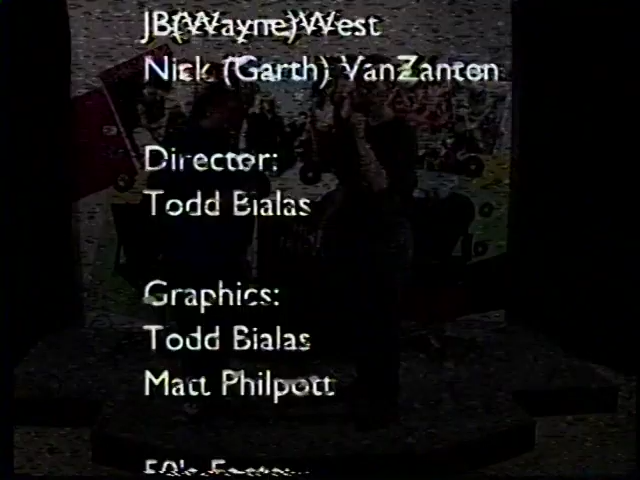 JB(Wayne)West
Nick (Garth) VanZanten
Director:
Todd Bialas
Graphics:
Todd Bialas
Matt Philpott